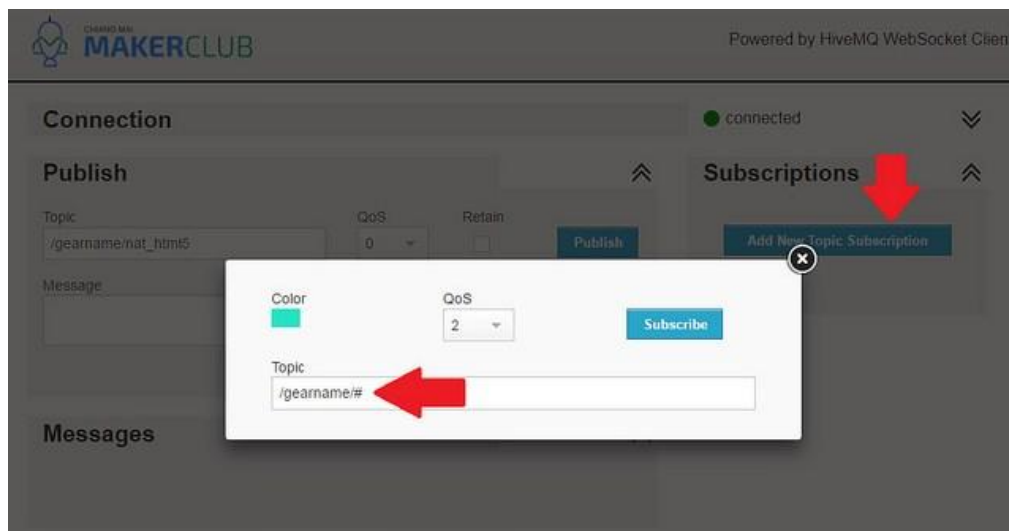 CHIANG MAI
MAKERCLUB
Powered by HiveMQ WebSocket Clien
Connection
connected
Publish
Subscriptions
Topic
QoS
Retain
/gearname/nat_html5
0
Publish
Add New Topic Subscription
Message
Color
QoS
2
Subscribe
Topic
/gearname/#
Messages